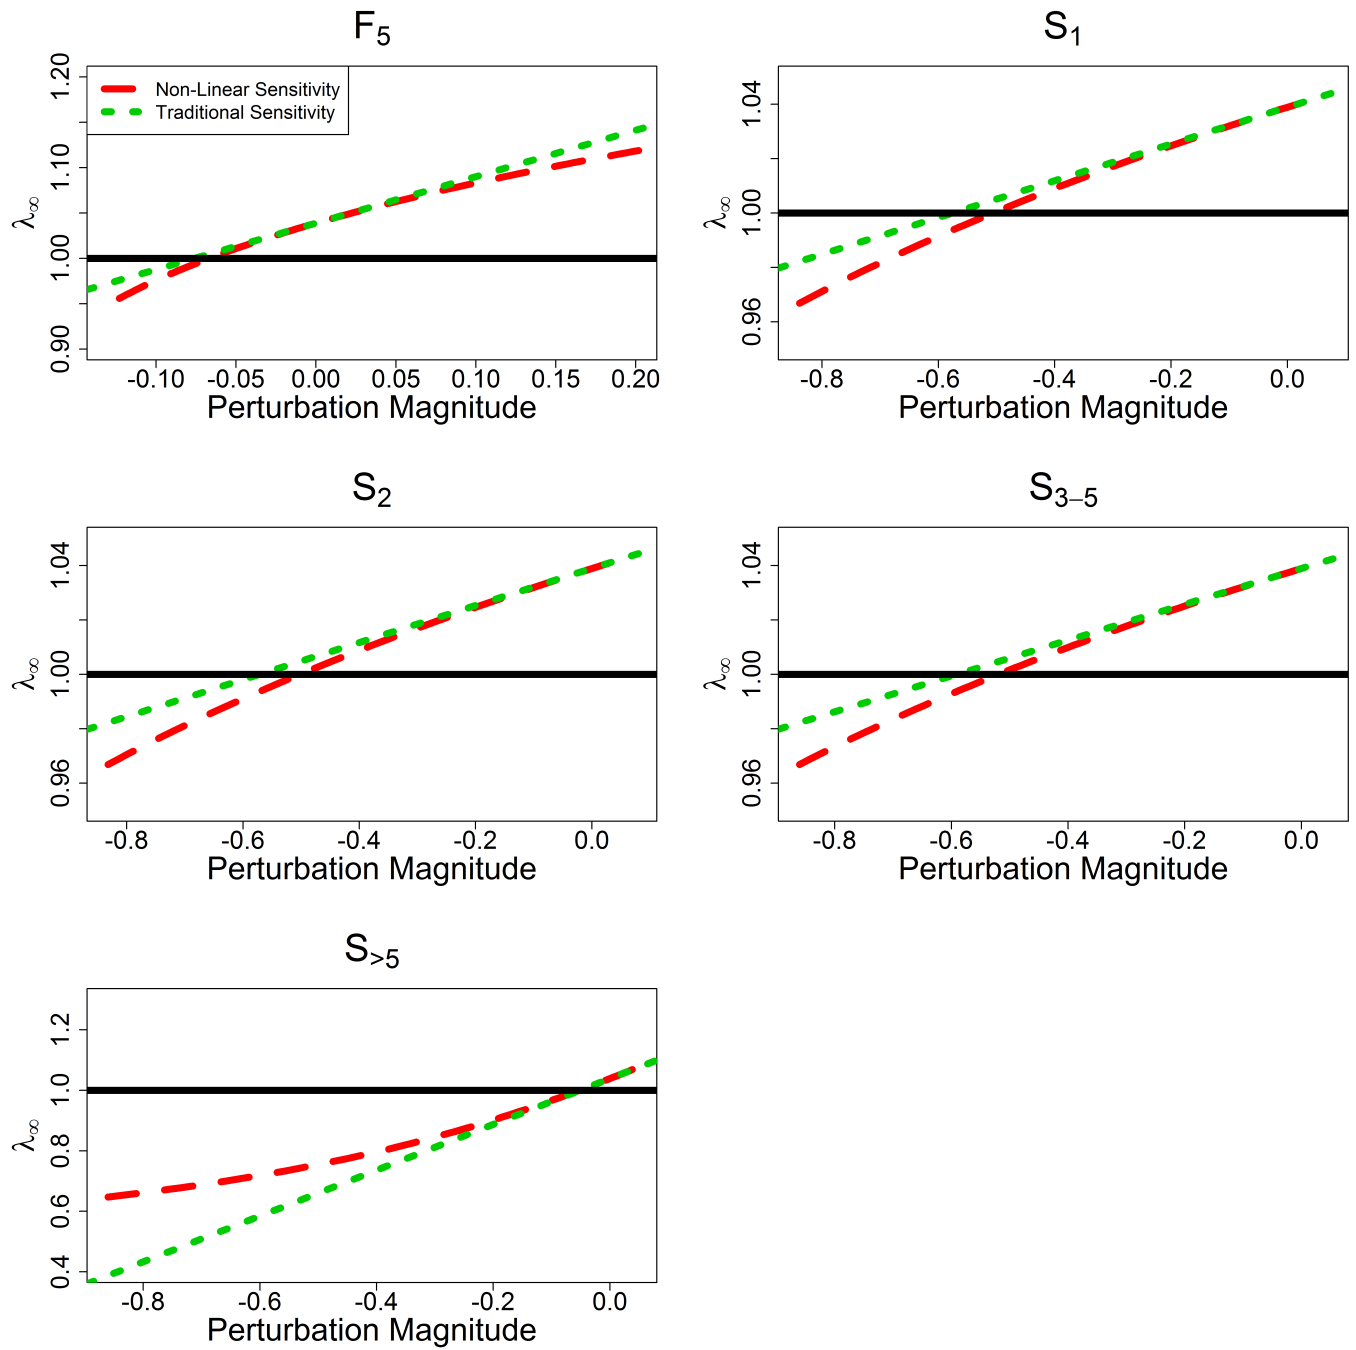 F5
Non-Linear Sensitivity
Traditional Sensitivity
λ∞
0.90 1.00 1.10 1.20
-0.10 -0.05 0.00 0.05 0.10 0.15 0.20
Perturbation Magnitude
S1
λ∞
0.96 1.00 1.04
-0.8 -0.6 -0.4 -0.2 0.0
Perturbation Magnitude
S2
λ∞
0.96 1.00 1.04
-0.8 -0.6 -0.4 -0.2 0.0
Perturbation Magnitude
S3–5
λ∞
0.96 1.00 1.04
-0.8 -0.6 -0.4 -0.2 0.0
Perturbation Magnitude
S>5
λ∞
0.4 0.6 0.8 1.0 1.2
-0.8 -0.6 -0.4 -0.2 0.0
Perturbation Magnitude